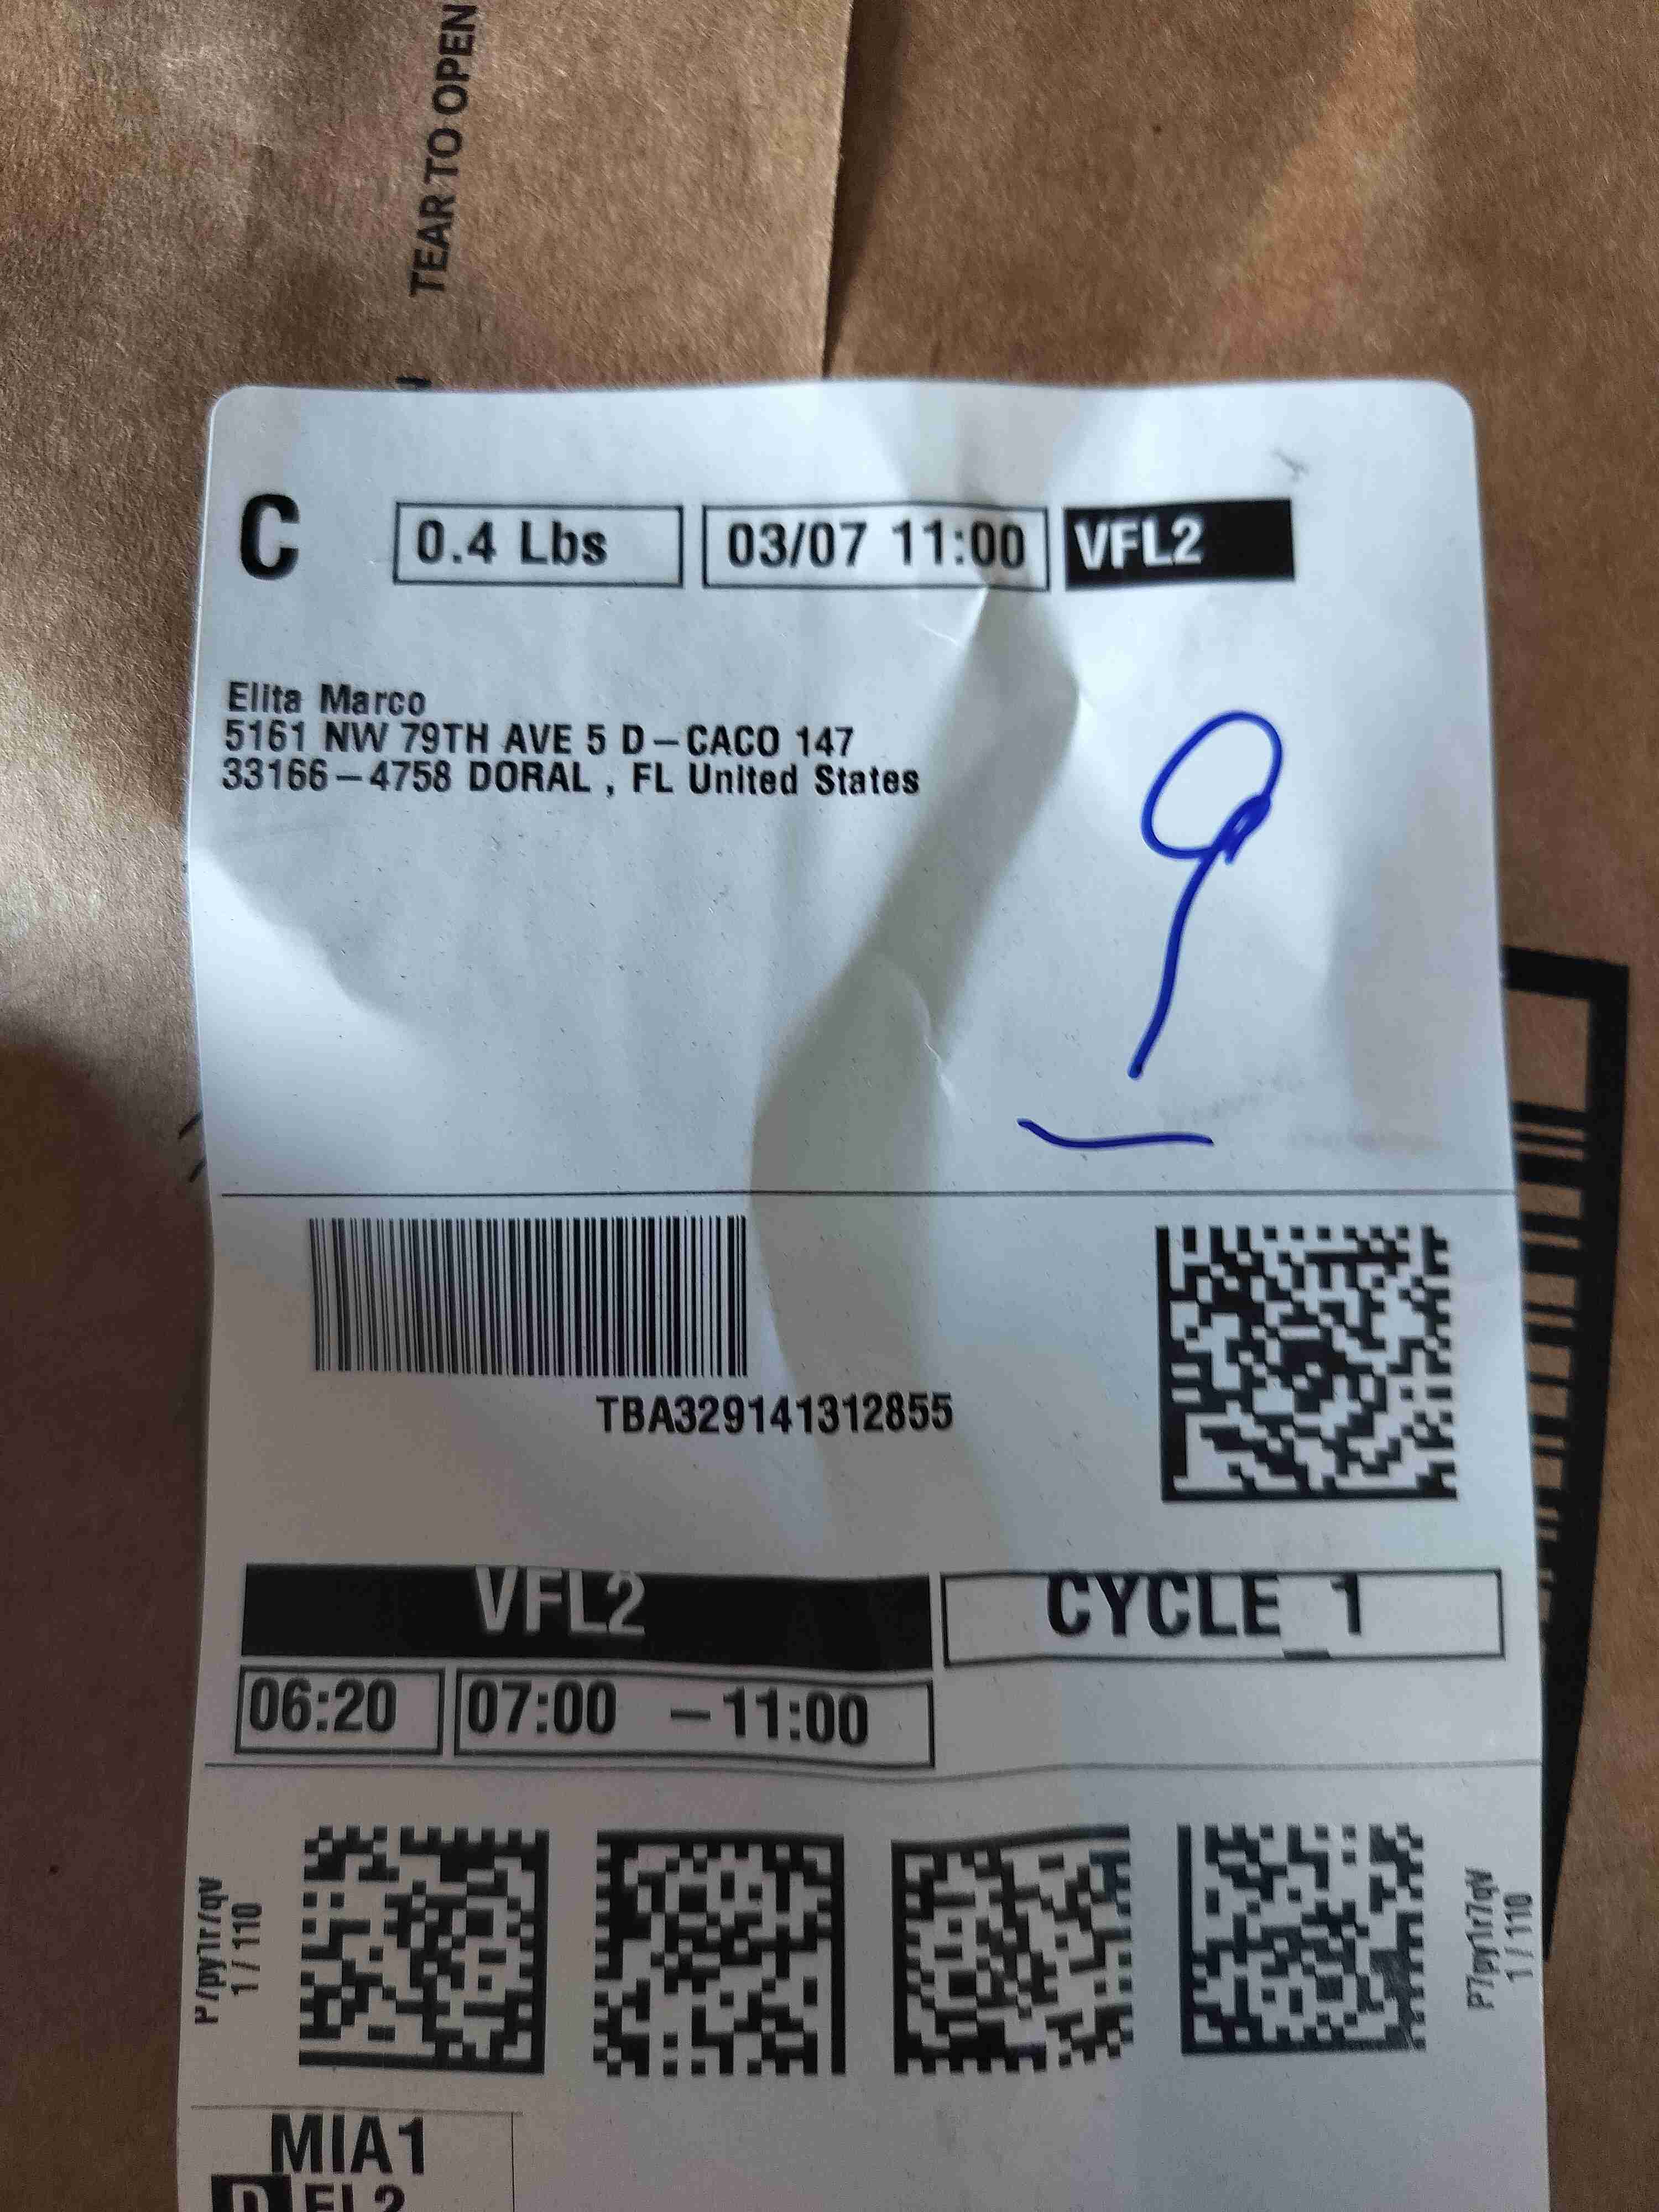 TEAR TO OPEN
C 0.4 Lbs 03/07 11:00 VFL2
Elita Marco
5161 NW 79TH AVE 5 D-CACO 147
33166-4758 DORAL , FL United States
9
TBA329141312855
VFL2 CYCLE_1
06:20 07:00 -11:00
P7py1r7qV
1 / 110
P7py1r7qV
1 / 110
MIA1
DFL2